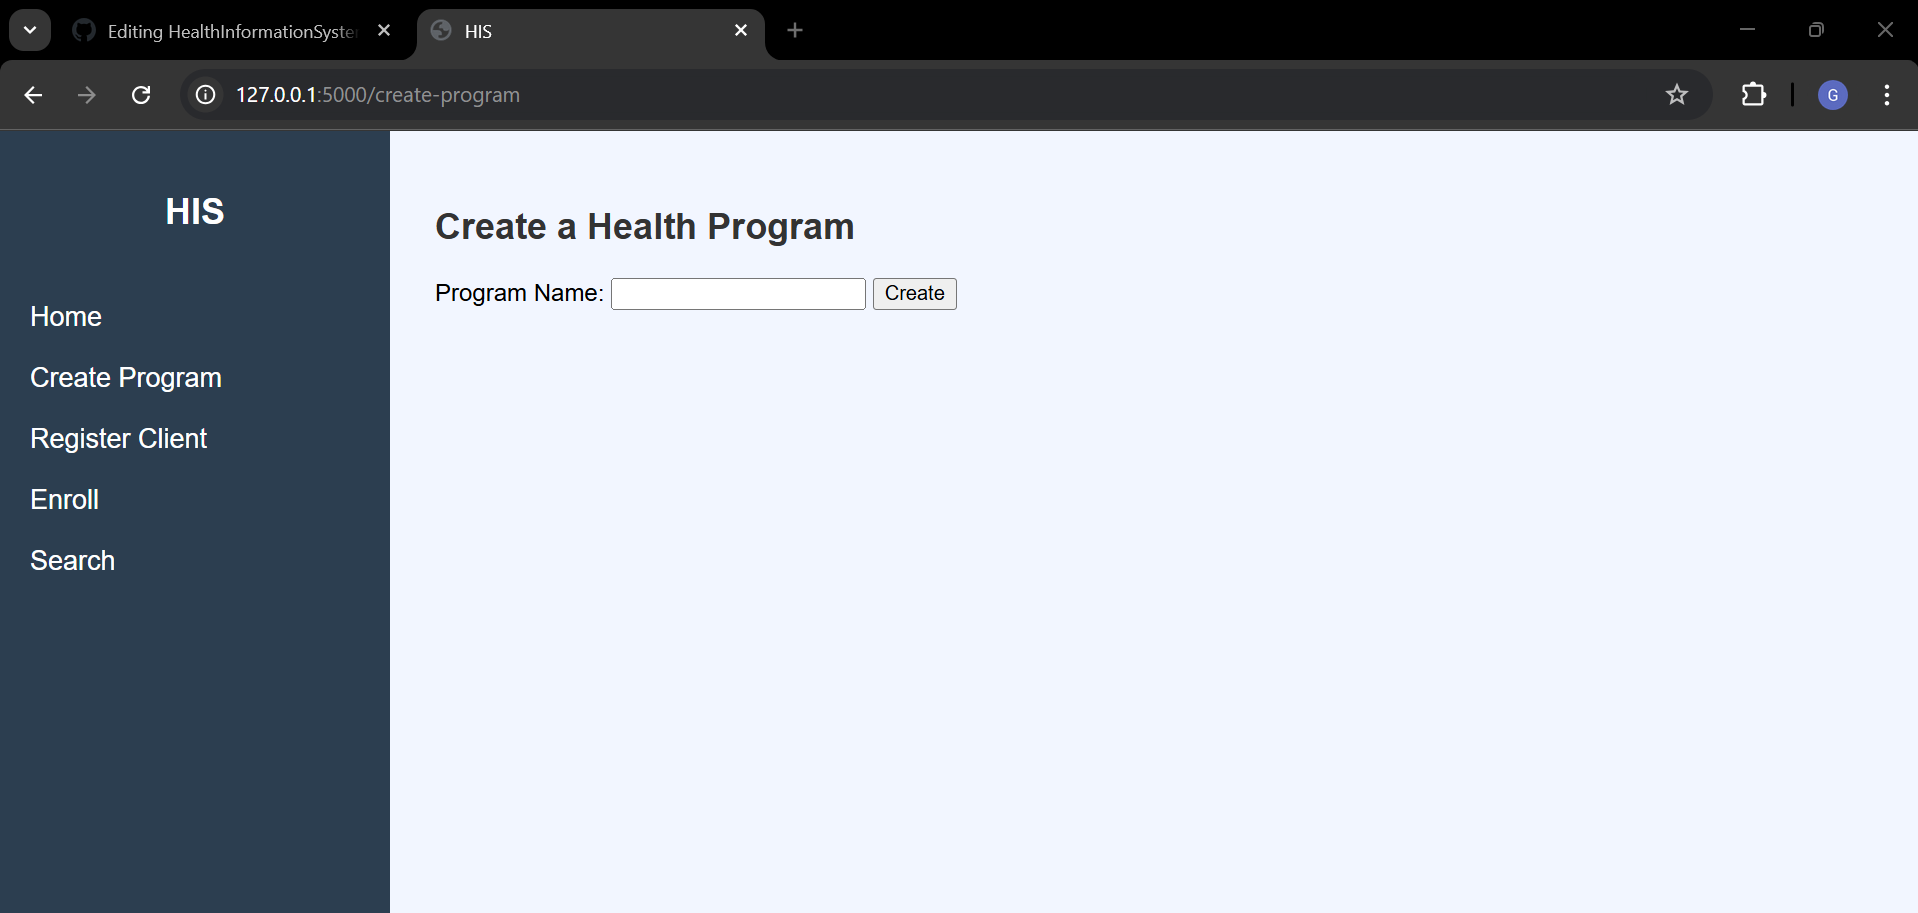 Editing HealthInformationSyste
HIS
127.0.0.1:5000/create-program
G
HIS
Home
Create Program
Register Client
Enroll
Search
Create a Health Program
Program Name:
Create